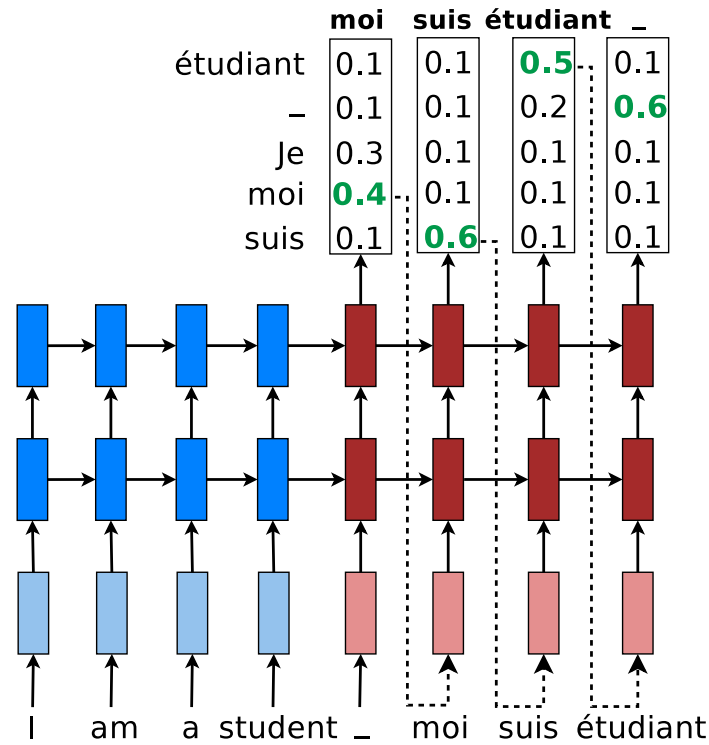 moi suis étudiant _
étudiant 0.1 0.1 0.5 0.1
_ 0.1 0.1 0.2 0.6
Je 0.3 0.1 0.1 0.1
moi 0.4 0.1 0.1 0.1
suis 0.1 0.6 0.1 0.1
I am a student _ moi suis étudiant